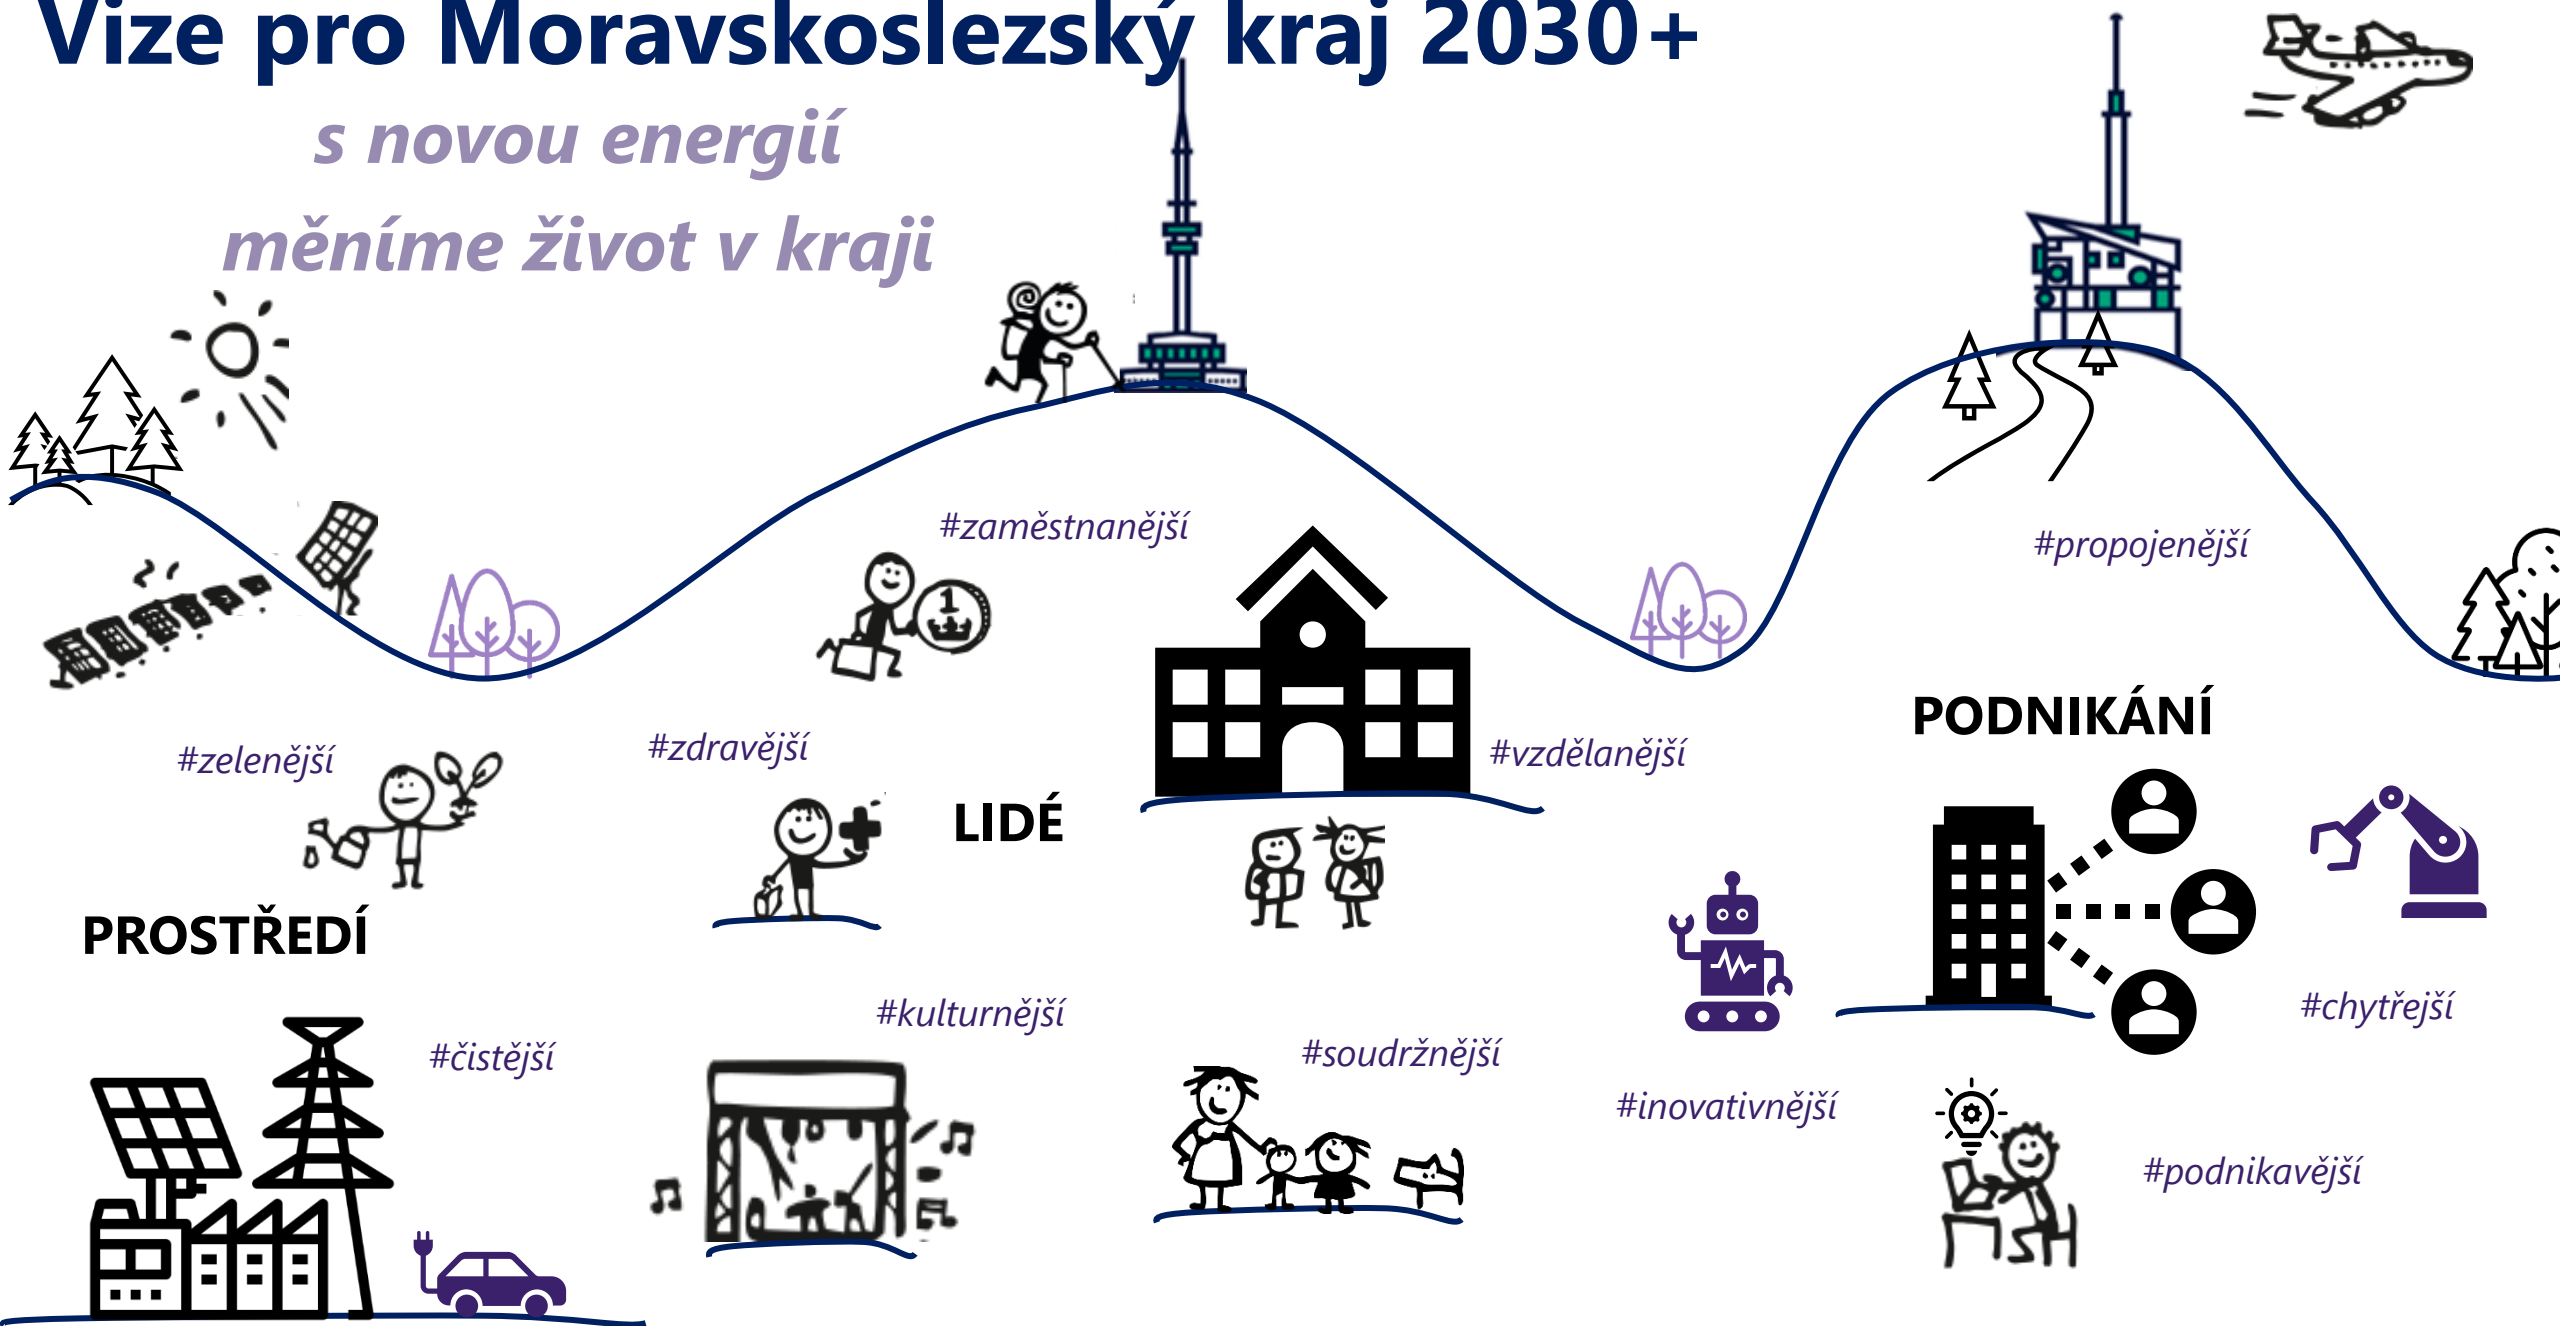 Vize pro Moravskoslezský kraj 2030+
s novou energií
měníme život v kraji
#zaměstnanější
#propojenější
1
PODNIKÁNÍ
#zelenější
#zdravější
#vzdělanější
LIDÉ
PROSTŘEDÍ
#kulturnější
#chytřejší
#čistější
#soudržnější
#inovativnější
#podnikavější